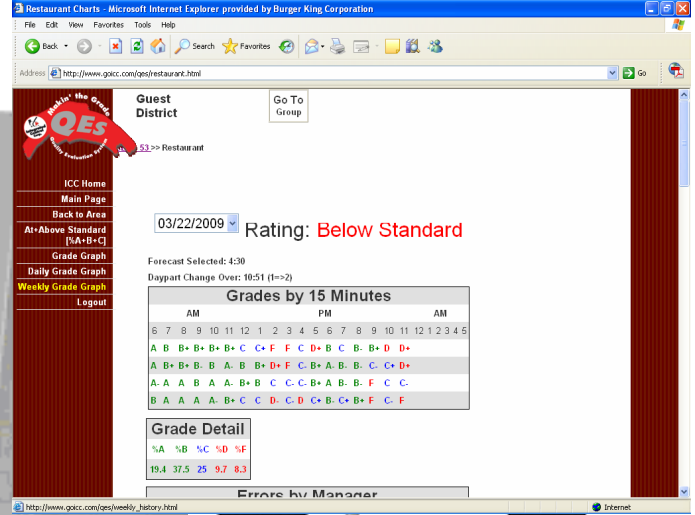 Restaurant Charts - Microsoft Internet Explorer provided by Burger King Corporation
File Edit View Favorites Tools Help
Back Search Favorites
Address http://www.goicc.com/qes/restaurant.html Go
Makin' the Grade
QEs
Quality Evaluation System
Guest
District
Go To
Group
53 >> Restaurant
ICC Home
Main Page
Back to Area
At+Above Standard
[%A+B+C]
Grade Graph
Daily Grade Graph
Weekly Grade Graph
Logout
03/22/2009 Rating: Below Standard
Forecast Selected: 4:30
Daypart Change Over: 10:51 (1=>2)
Grades by 15 Minutes
AM PM AM
6 7 8 9 10 11 12 1 2 3 4 5 6 7 8 9 10 11 12 1 2 3 4 5
A B B+ B+ B+ B+ C C+ F F C D+ B C B- B+ D D+
A B+ B+ B- B A- B B+ D+ F C- B+ A- B- B- C- C+ D+
A- A A B A A- B+ B C C- C- B+ A B- B- F C C-
B A A A A- B+ C C D- C- D C+ B- C+ B+ F C- F
Grade Detail
%A %B %C %D %F
19.4 37.5 25 9.7 8.3
Errors by Manager
http://www.goicc.com/qes/weekly_history.html Internet